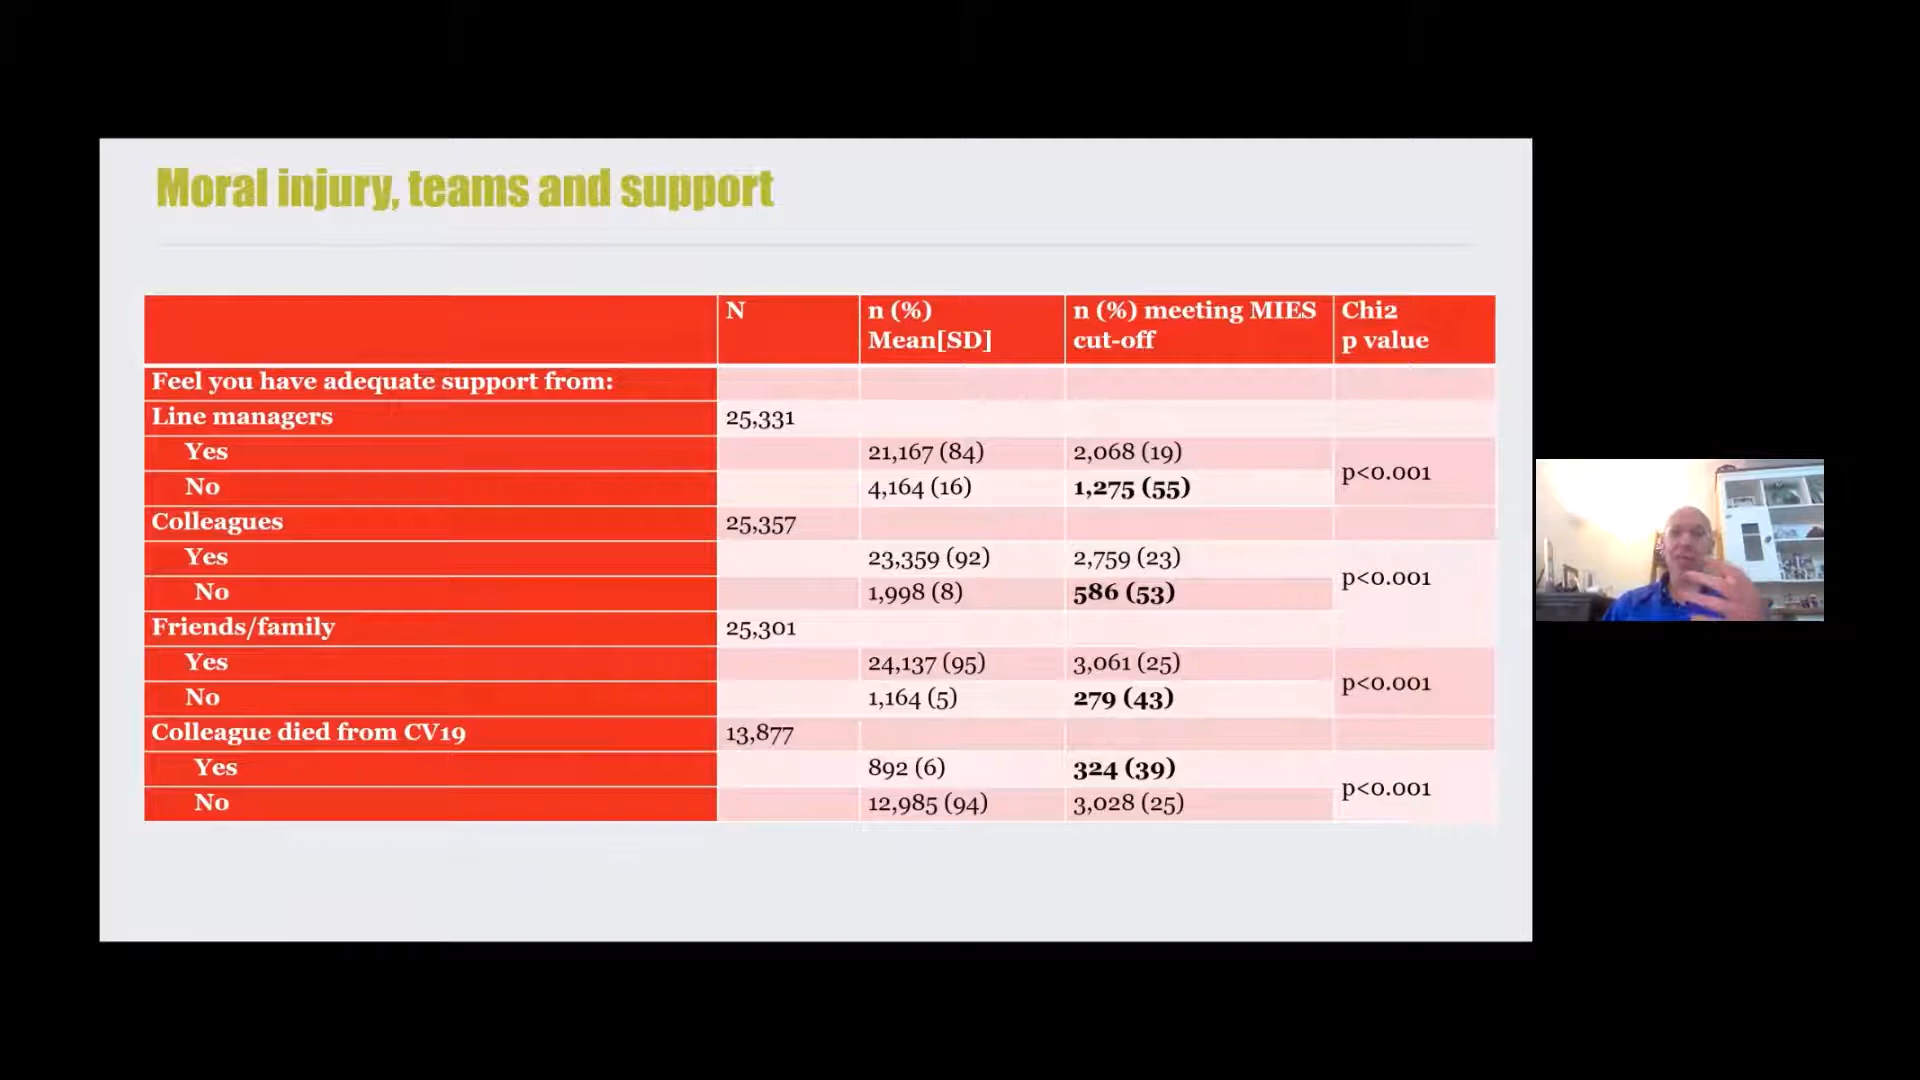 Moral injury, teams and support
N n (%) n (%) meeting MIES Chi2
Mean[SD] cut-off p value
Feel you have adequate support from:
Line managers 25,331
Yes 21,167 (84) 2,068 (19) p<0.001
No 4,164 (16) 1,275 (55)
Colleagues 25,357
Yes 23,359 (92) 2,759 (23) p<0.001
No 1,998 (8) 586 (53)
Friends/family 25,301
Yes 24,137 (95) 3,061 (25) p<0.001
No 1,164 (5) 279 (43)
Colleague died from CV19 13,877
Yes 892 (6) 324 (39) p<0.001
No 12,985 (94) 3,028 (25)